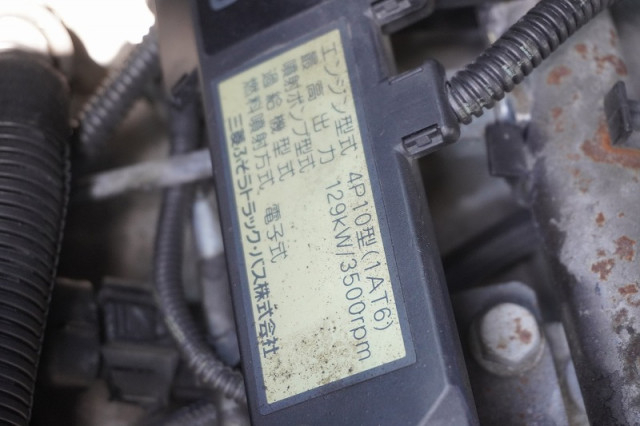 エンジン型式 4P10型(1AT6)
最高出力 129kW/3500rpm
噴射ポンプ型式
過給機型式
燃料噴射方式 電子式
三菱ふそうトラック・バス株式会社